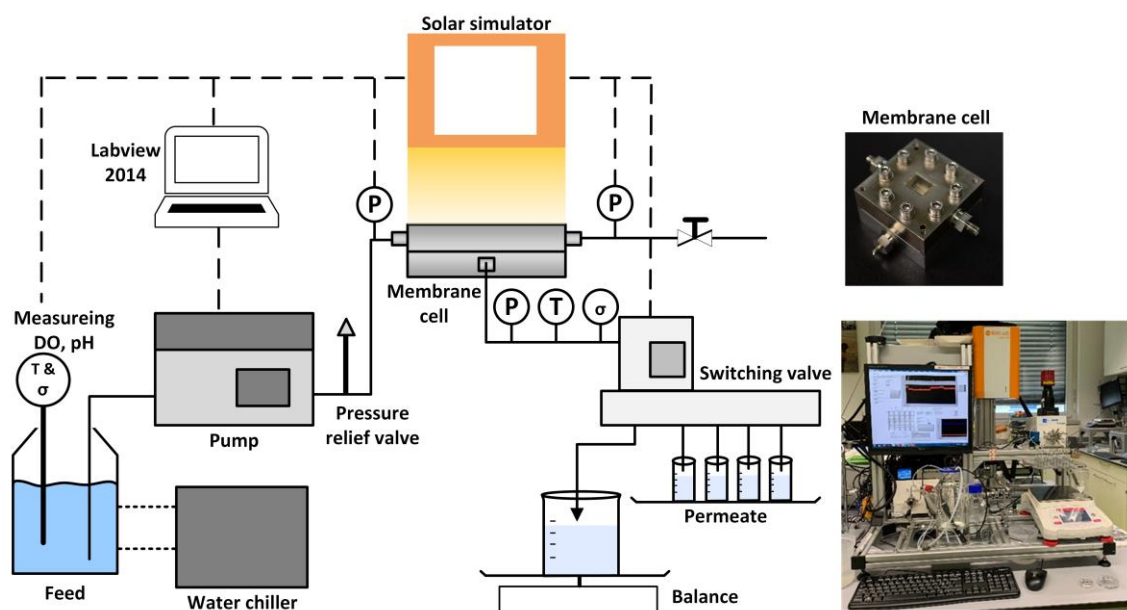 Solar simulator
Labview
2014
P
P
Membrane cell
Measureing
DO, pH
T &
σ
Membrane
cell
P
T
σ
Switching valve
Pump
Pressure
relief valve
Permeate
Feed
Water chiller
Balance